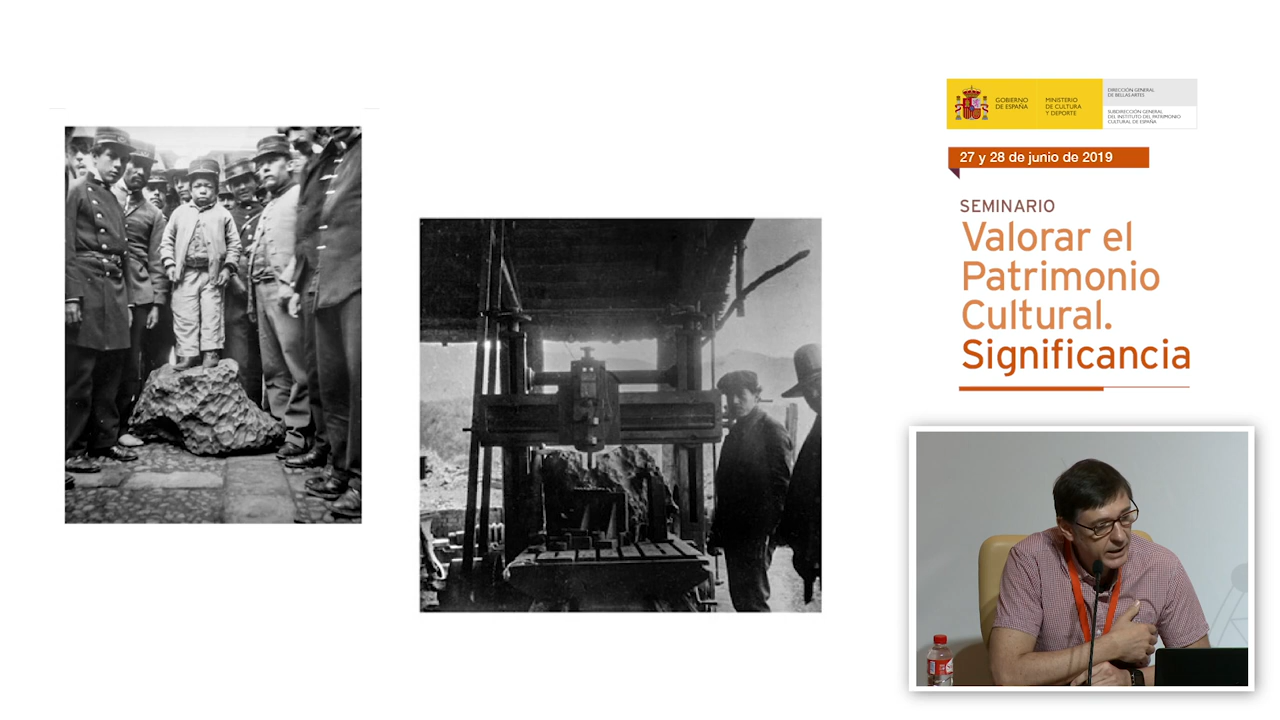 GOBIERNO
DE ESPAÑA
MINISTERIO
DE CULTURA
Y DEPORTE
DIRECCIÓN GENERAL
DE BELLAS ARTES
SUBDIRECCIÓN GENERAL
DEL INSTITUTO DEL PATRIMONIO
CULTURAL DE ESPAÑA
27 y 28 de junio de 2019
SEMINARIO
Valorar el
Patrimonio
Cultural.
Significancia